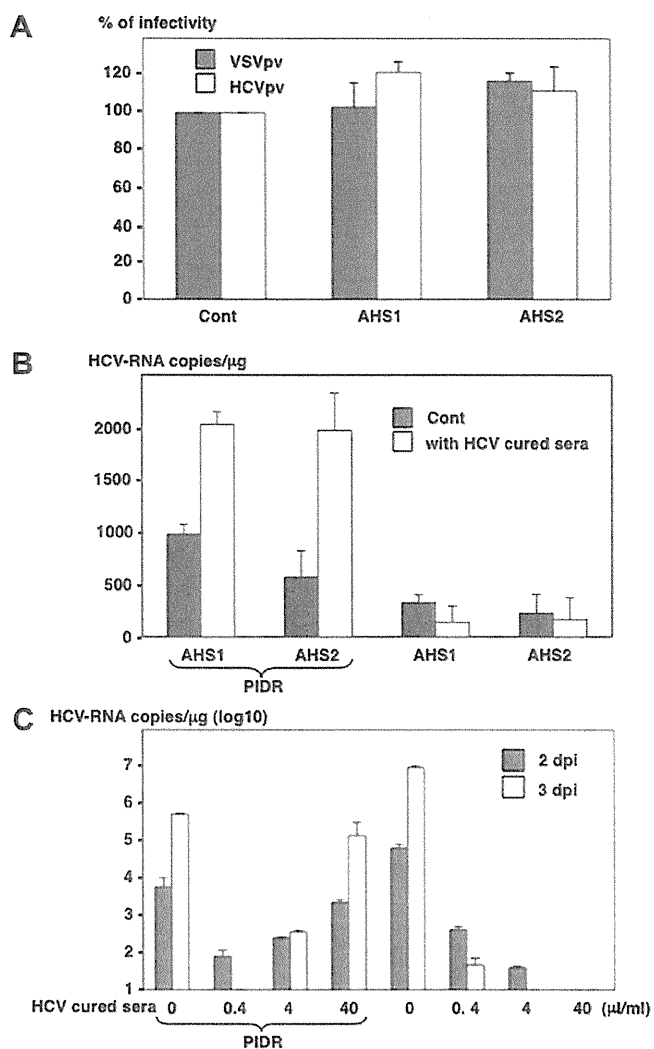 A
% of infectivity
VSVpv
HCVpv
120
100
80
60
40
20
0
Cont AHS1 AHS2
B
HCV-RNA copies/µg
Cont
with HCV cured sera
2000
1500
1000
500
0
AHS1 AHS2 AHS1 AHS2
PIDR
C
HCV-RNA copies/µg (log10)
2 dpi
3 dpi
7
6
5
4
3
2
1
HCV cured sera 0 0.4 4 40 0 0. 4 4 40 (µl/ml)
PIDR